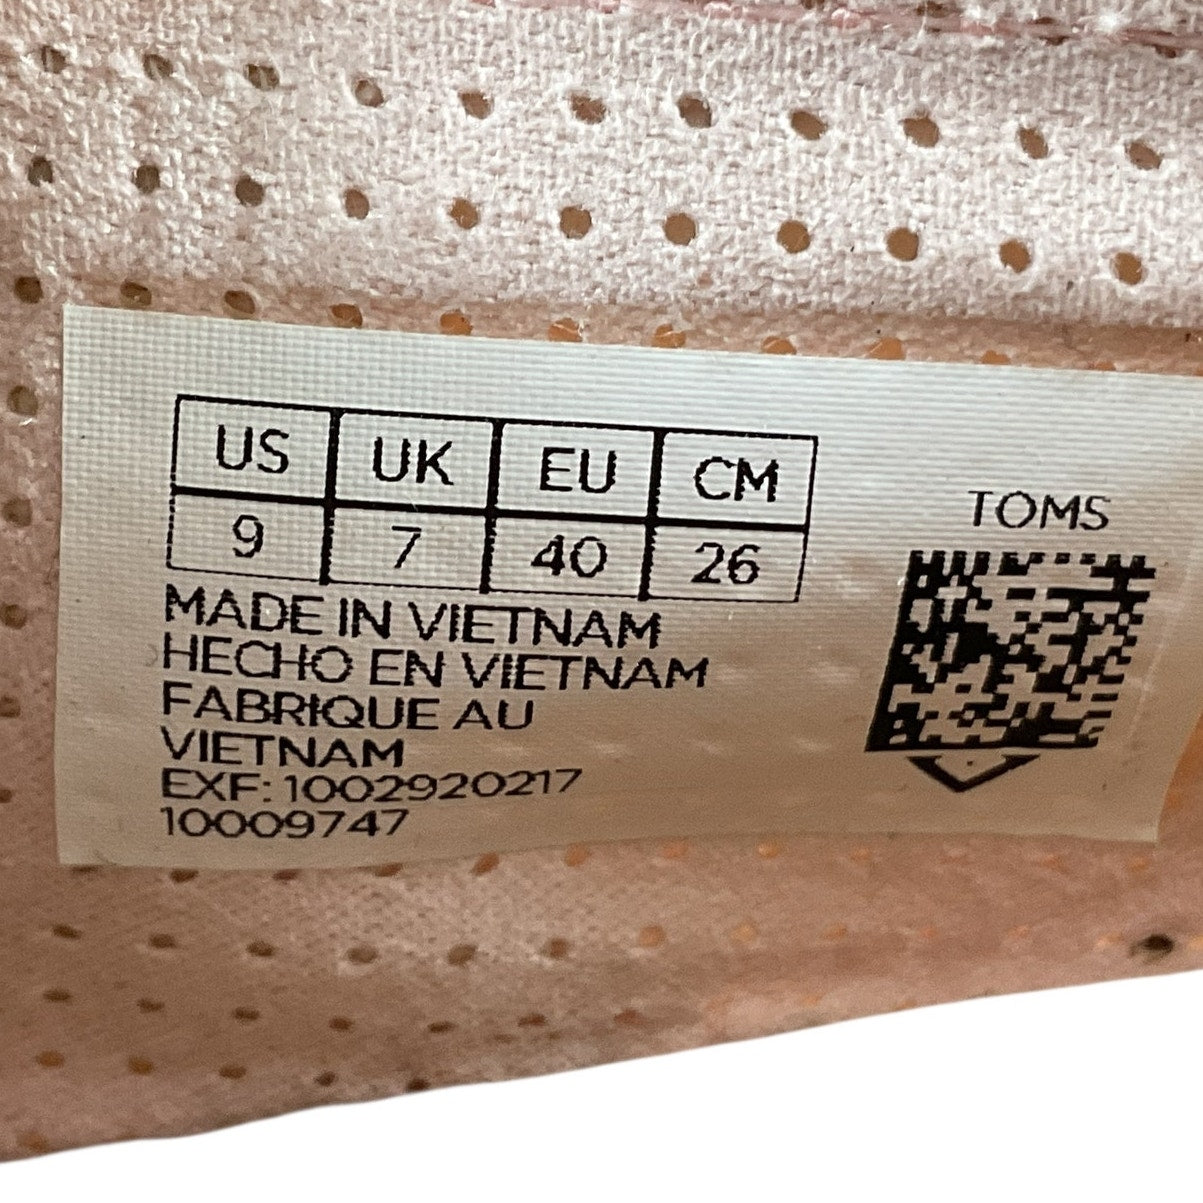 US UK EU CM
9 7 40 26
MADE IN VIETNAM
HECHO EN VIETNAM
FABRIQUE AU
VIETNAM
EXF: 1002920217
10009747
TOMS